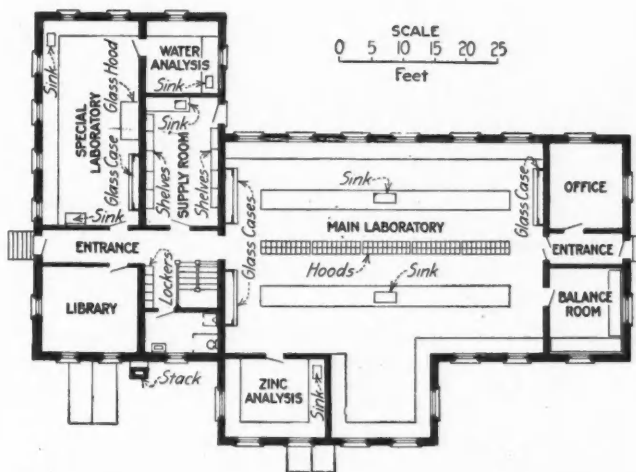 SCALE
0 5 10 15 20 25
Feet
WATER
ANALYSIS
Sink
Sink
Glass Hood
SPECIAL
LABORATORY
Glass Case
Sink
Sink
Shelves
SUPPLY ROOM
Shelves
Glass Cases
Sink
MAIN LABORATORY
Hoods
Sink
Glass Case
OFFICE
ENTRANCE
BALANCE
ROOM
ENTRANCE
Lockers
LIBRARY
Stack
ZINC
ANALYSIS
Sink